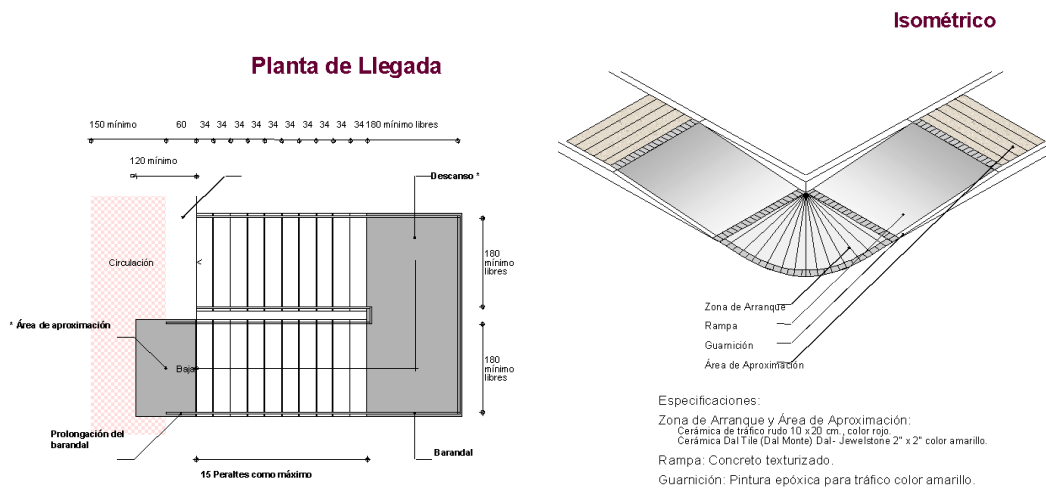 Isométrico
Planta de Llegada
150 mínimo 60 34 34 34 34 34 34 34 34 34 34 180 mínimo libres
120 mínimo
Descanso *
Circulación
180
mínimo
libres
* Área de aproximación
Baja
180
mínimo
libres
Prolongación del
barandal
Barandal
15 Peraltes como máximo
Zona de Arranque
Rampa
Guarnición
Área de Aproximación
Especificaciones:
Zona de Arranque y Área de Aproximación:
Cerámica de tráfico rudo 10 x 20 cm., color rojo.
Cerámica Dal Tile (Dal Monte) Dal- Jewelstone 2" x 2" color amarillo.
Rampa: Concreto texturizado.
Guarnición: Pintura epóxica para tráfico color amarillo.